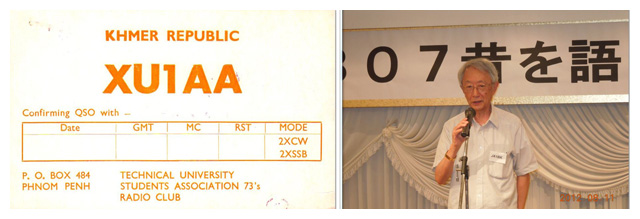 KHMER REPUBLIC
XU1AA
Confirming QSO with —
Date GMT MC RST MODE
2XCW
2XSSB
P. O. BOX 484 TECHNICAL UNIVERSITY
PHNOM PENH STUDENTS ASSOCIATION 73's
RADIO CLUB
807昔を語